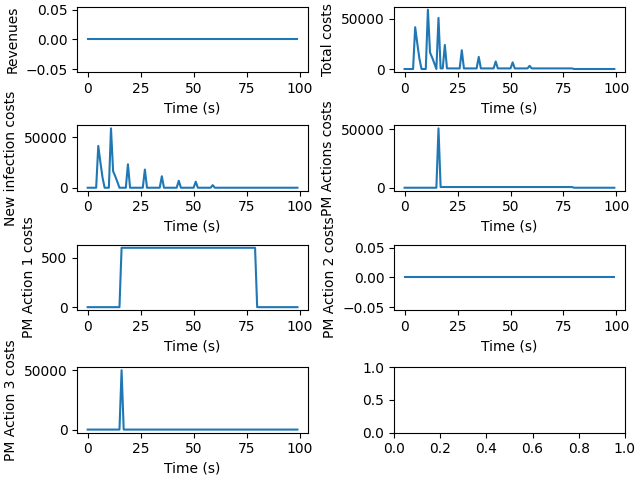 Revenues
0.05
0.00
−0.05
0 25 50 75 100
Time (s)
Total costs
50000
0
0 25 50 75 100
Time (s)
New infection costs
50000
0
0 25 50 75 100
Time (s)
PM Actions costs
50000
0
0 25 50 75 100
Time (s)
PM Action 1 costs
500
0
0 25 50 75 100
Time (s)
PM Action 2 costs
0.05
0.00
−0.05
0 25 50 75 100
Time (s)
PM Action 3 costs
50000
0
0 25 50 75 100
Time (s)
1.0
0.5
0.0
0.0 0.2 0.4 0.6 0.8 1.0